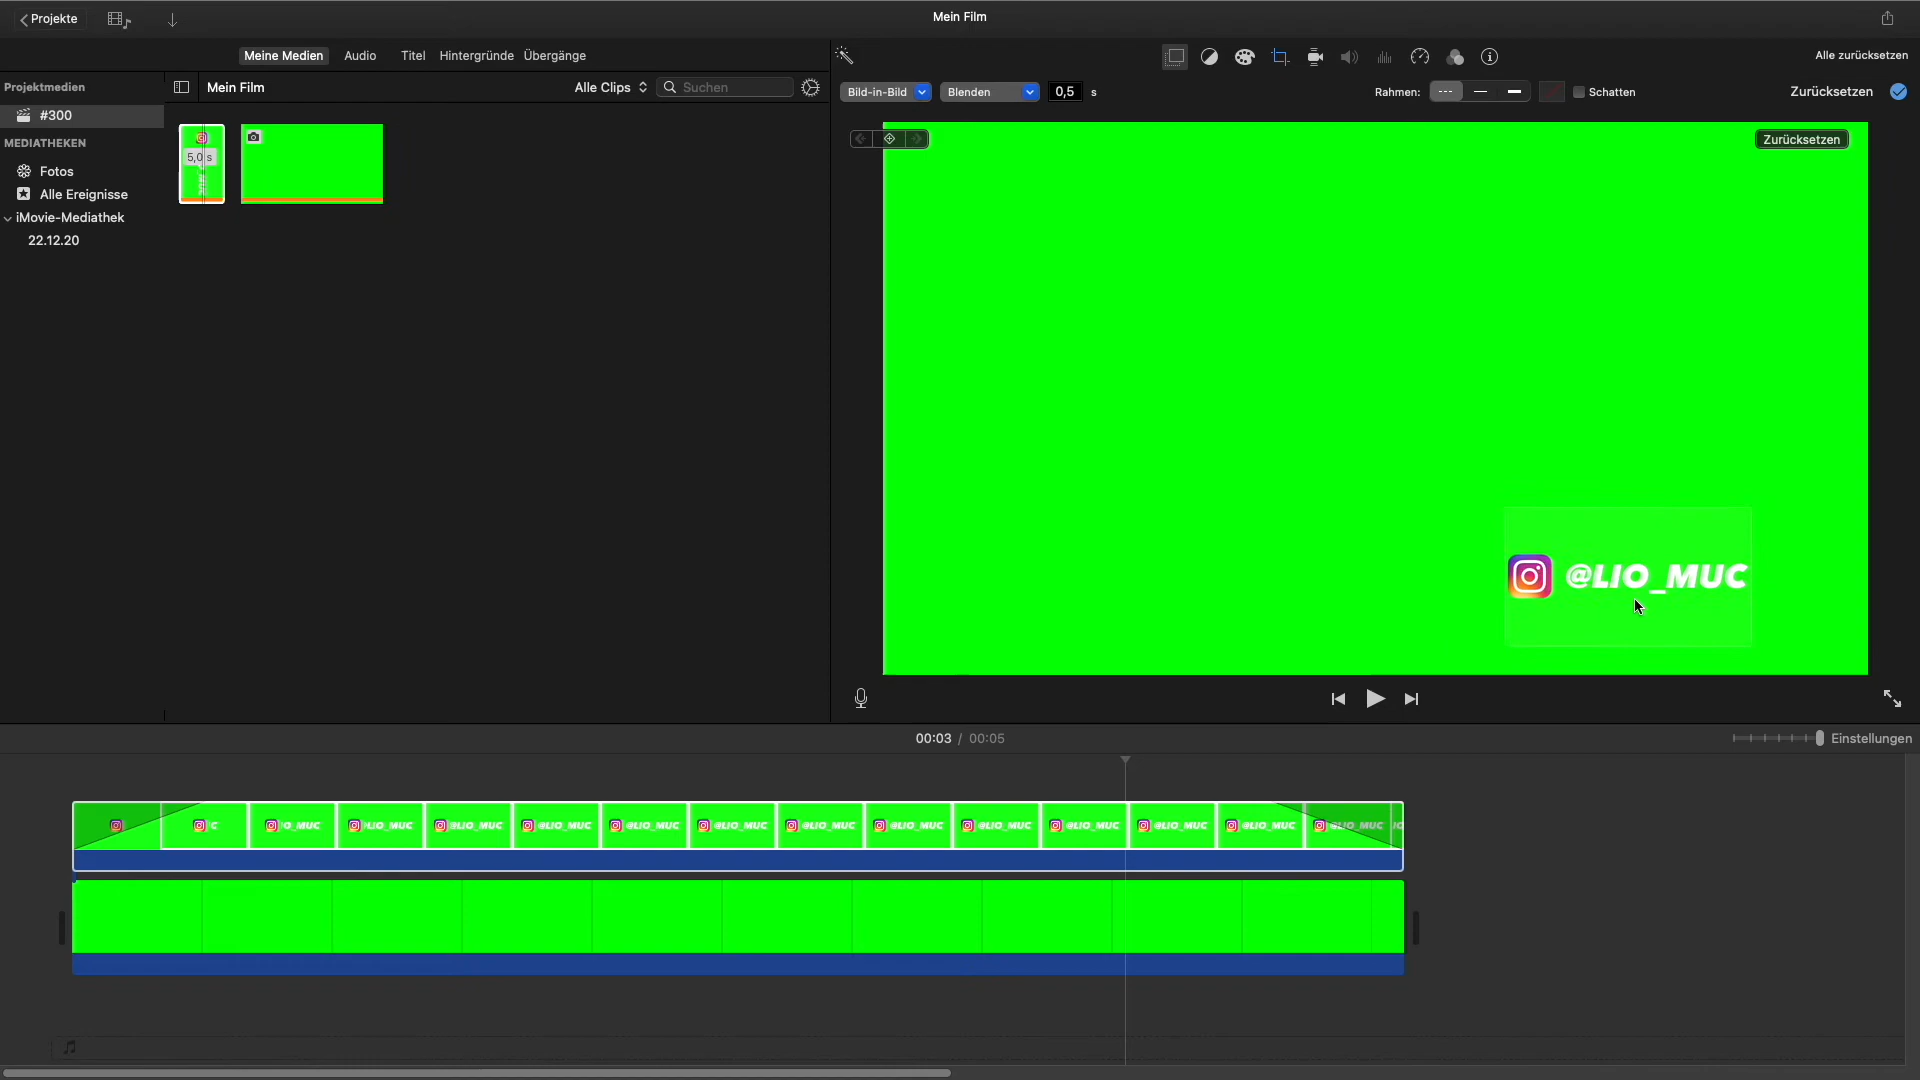 Projekte
Mein Film
Meine Medien
Audio
Titel
Hintergründe
Übergänge
Alle zurücksetzen
Projektmedien
Mein Film
Alle Clips
Suchen
Bild-in-Bild
Blenden
0,5
s
Rahmen:
Schatten
Zurücksetzen
#300
MEDIATHEKEN
Fotos
Alle Ereignisse
iMovie-Mediathek
22.12.20
5,0 s
Zurücksetzen
@LIO_MUC
00:03 / 00:05
Einstellungen
C
IO_MUC
LIO_MUC
@LIO_MUC
@LIO_MUC
@LIO_MUC
@LIO_MUC
@LIO_MUC
@LIO_MUC
@LIO_MUC
@LIO_MUC
@LIO_MUC
@LIO_MUC
@LIO_MUC